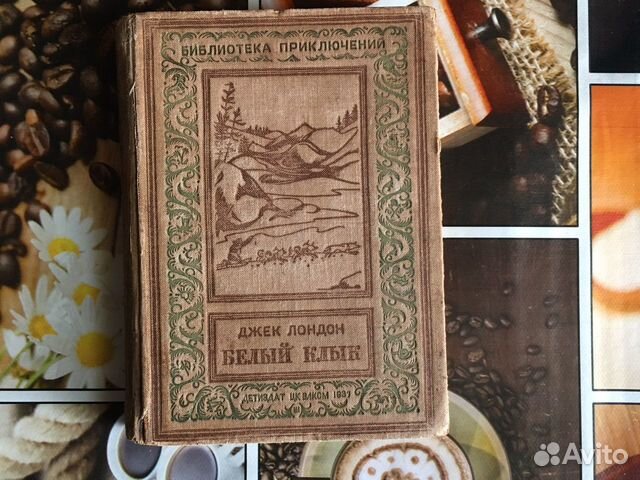 БИБЛИОТЕКА ПРИКЛЮЧЕНИЙ
ДЖЕК ЛОНДОН
БЕЛЫЙ КЛЫК
ДЕТИЗДАТ ЦК ВЛКСМ 1937
Avito